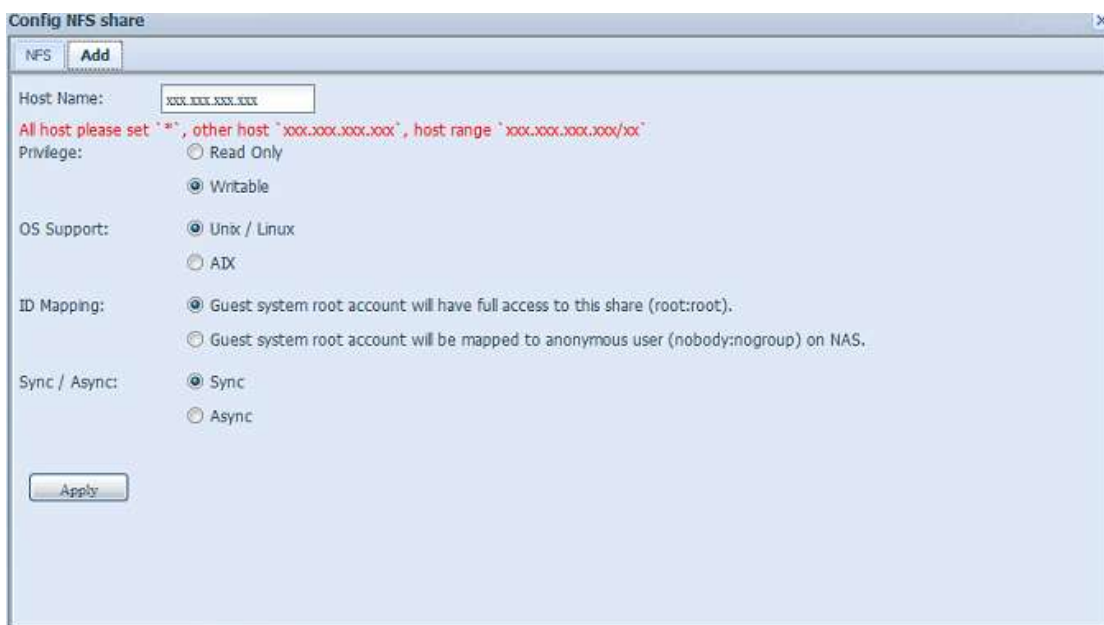 Config NFS share
NFS Add
Host Name: xxx.xxx.xxx.xxx
All host please set `*`, other host `xxx.xxx.xxx.xxx`, host range `xxx.xxx.xxx.xxx/xx`
Privilege: Read Only
Writable
OS Support: Unix / Linux
AIX
ID Mapping: Guest system root account will have full access to this share (root:root).
Guest system root account will be mapped to anonymous user (nobody:nogroup) on NAS.
Sync / Async: Sync
Async
Apply